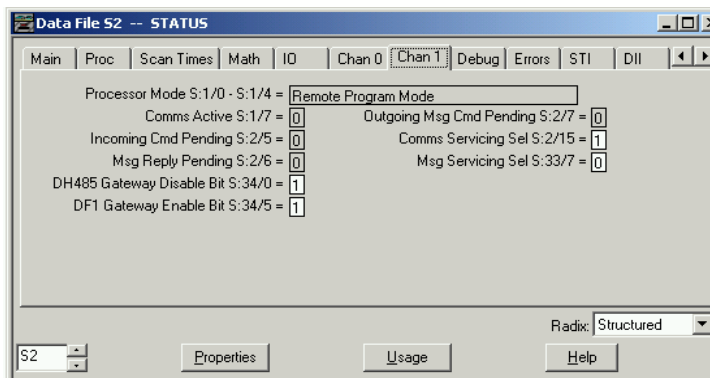 Data File S2 -- STATUS
Main Proc Scan Times Math IO Chan 0 Chan 1 Debug Errors STI DII
Processor Mode S:1/0 - S:1/4 = Remote Program Mode
Comms Active S:1/7 = 0 Outgoing Msg Cmd Pending S:2/7 = 0
Incoming Cmd Pending S:2/5 = 0 Comms Servicing Sel S:2/15 = 1
Msg Reply Pending S:2/6 = 0 Msg Servicing Sel S:33/7 = 0
DH485 Gateway Disable Bit S:34/0 = 1
DF1 Gateway Enable Bit S:34/5 = 1
Radix: Structured
S2 Properties Usage Help